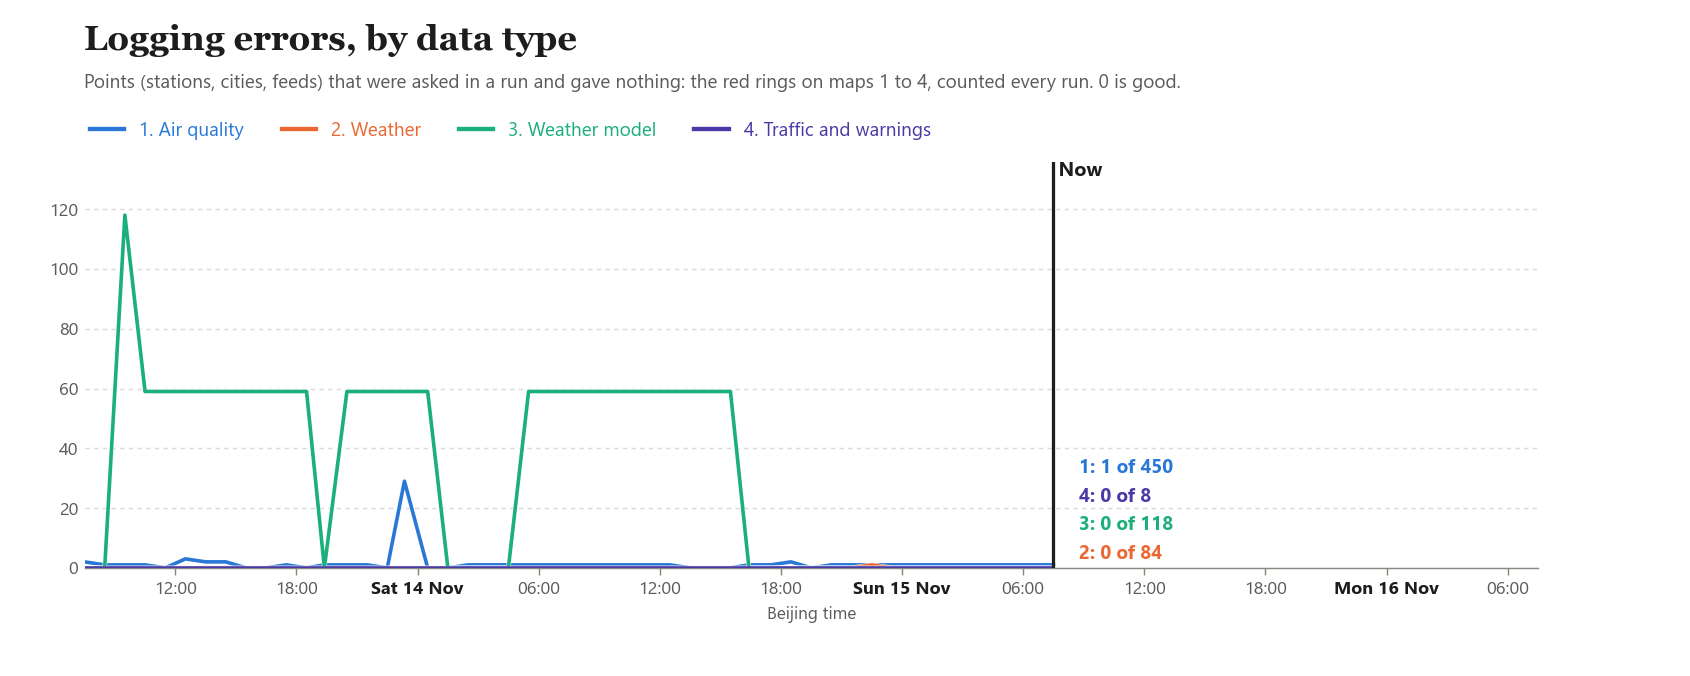 Logging errors, by data type
Points (stations, cities, feeds) that were asked in a run and gave nothing: the red rings on maps 1 to 4, counted every run. 0 is good.
1. Air quality 2. Weather 3. Weather model 4. Traffic and warnings
Now
120
100
80
60
40
20
0
1: 1 of 450
4: 0 of 8
3: 0 of 118
2: 0 of 84
12:00 18:00 Sat 14 Nov 06:00 12:00 18:00 Sun 15 Nov 06:00 12:00 18:00 Mon 16 Nov 06:00
Beijing time